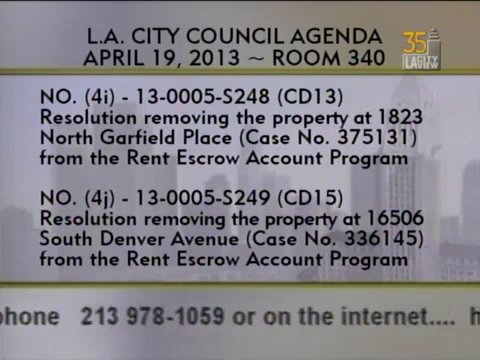 L.A. CITY COUNCIL AGENDA
APRIL 19, 2013 ~ ROOM 340
35
LA CITY
VIEW
NO. (4i) - 13-0005-S248 (CD13)
Resolution removing the property at 1823
North Garfield Place (Case No. 375131)
from the Rent Escrow Account Program
NO. (4j) - 13-0005-S249 (CD15)
Resolution removing the property at 16506
South Denver Avenue (Case No. 336145)
from the Rent Escrow Account Program
phone 213 978-1059 or on the internet.... h